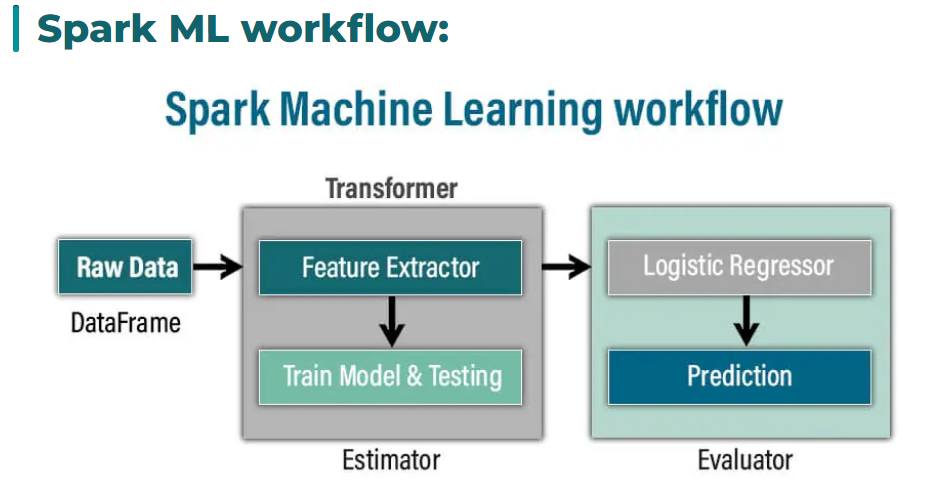 Spark ML workflow:
Spark Machine Learning workflow
Transformer
Raw Data
DataFrame
Feature Extractor
Train Model & Testing
Estimator
Logistic Regressor
Prediction
Evaluator